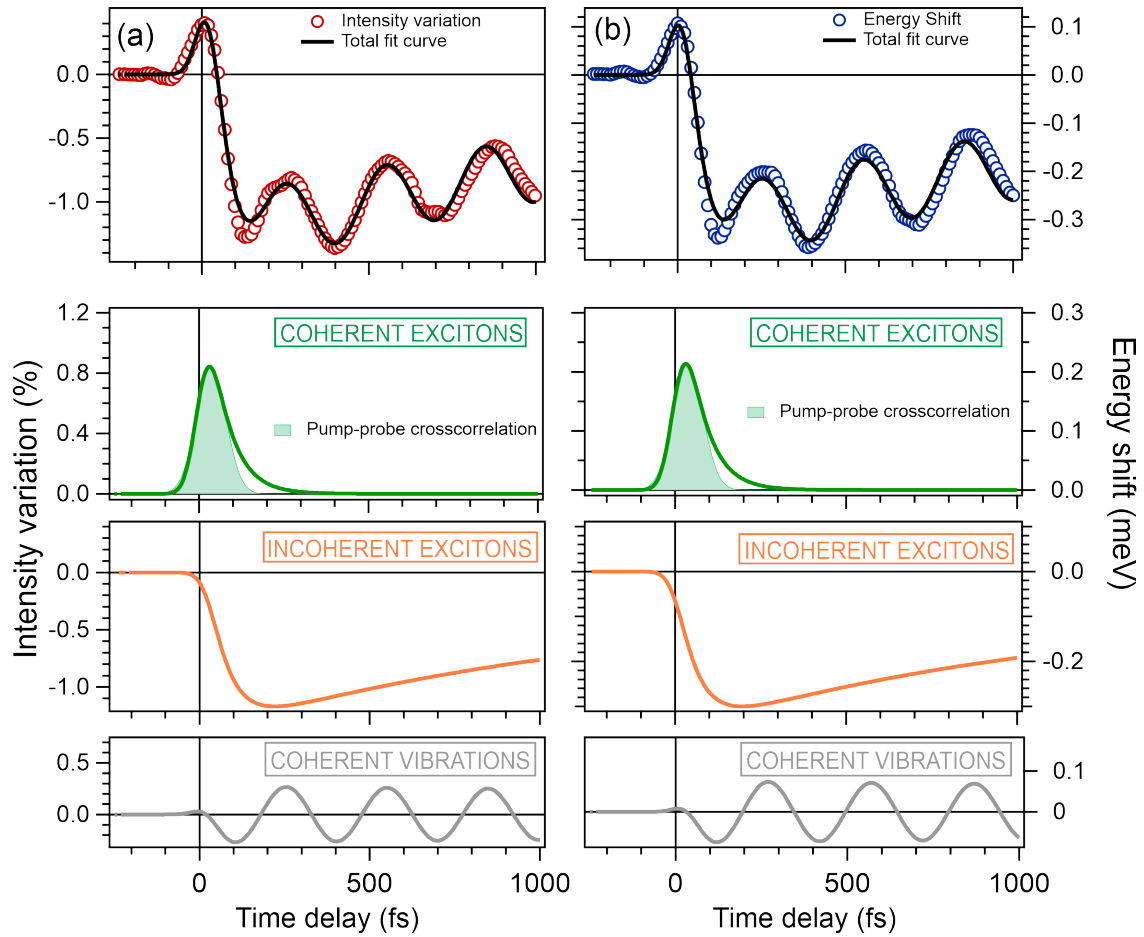 (a)
Intensity variation
Total fit curve
0.0
-0.5
-1.0
(b)
Energy Shift
Total fit curve
0.1
0.0
-0.1
-0.2
-0.3
COHERENT EXCITONS
Pump-probe crosscorrelation
1.2
0.8
0.4
0.0
COHERENT EXCITONS
Pump-probe crosscorrelation
0.3
0.2
0.1
0.0
Intensity variation (%)
Energy shift (meV)
INCOHERENT EXCITONS
0.0
-0.5
-1.0
INCOHERENT EXCITONS
0.0
-0.2
COHERENT VIBRATIONS
0.5
0.0
COHERENT VIBRATIONS
0.1
0
0 500 1000
Time delay (fs)
0 500 1000
Time delay (fs)